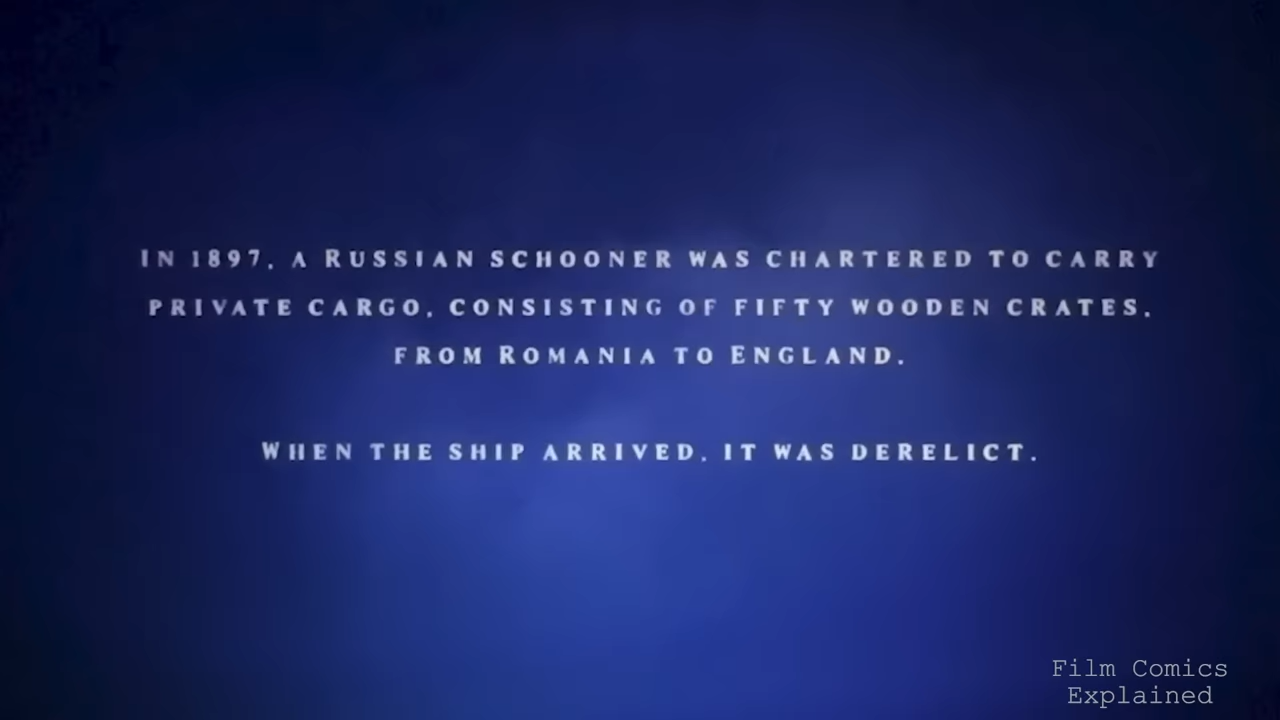 In 1897, a Russian schooner was chartered to carry
private cargo, consisting of fifty wooden crates,
from Romania to England.
When the ship arrived, it was derelict.
Film Comics
Explained